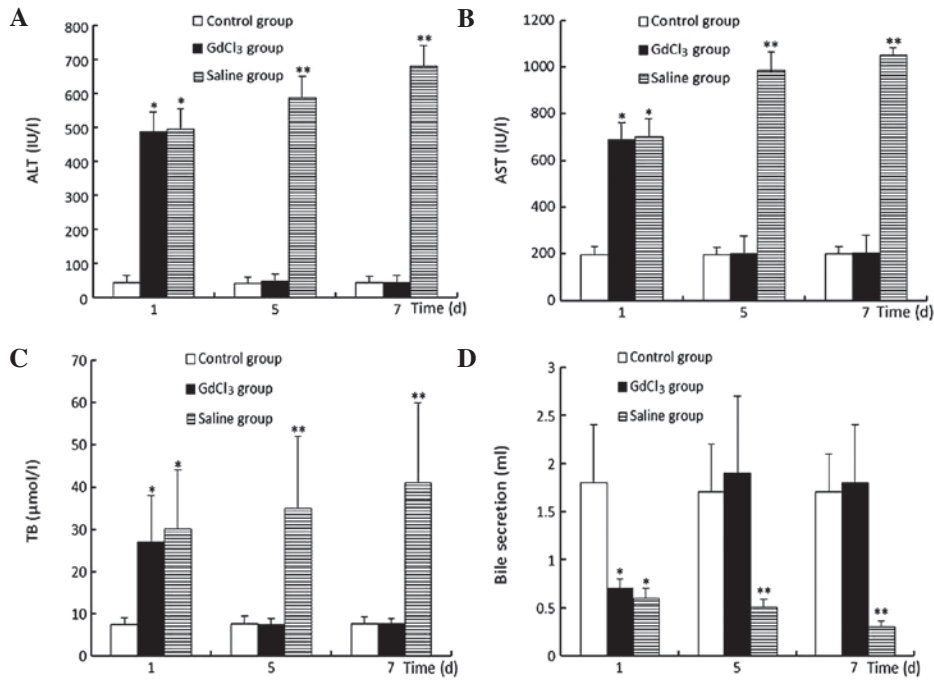 A
Control group
GdCl₃ group
Saline group
800
700
600
500
400
300
200
100
0
ALT (IU/l)
* * ** **
1 5 7 Time (d)
B
Control group
GdCl₃ group
Saline group
1200
1000
800
600
400
200
0
AST (IU/l)
* * ** **
1 5 7 Time (d)
C
Control group
GdCl₃ group
Saline group
70
60
50
40
30
20
10
0
TB (μmol/l)
* * ** **
1 5 7 Time (d)
D
Control group
GdCl₃ group
Saline group
3
2.5
2
1.5
1
0.5
0
Bile secretion (ml)
* * ** **
1 5 7 Time (d)